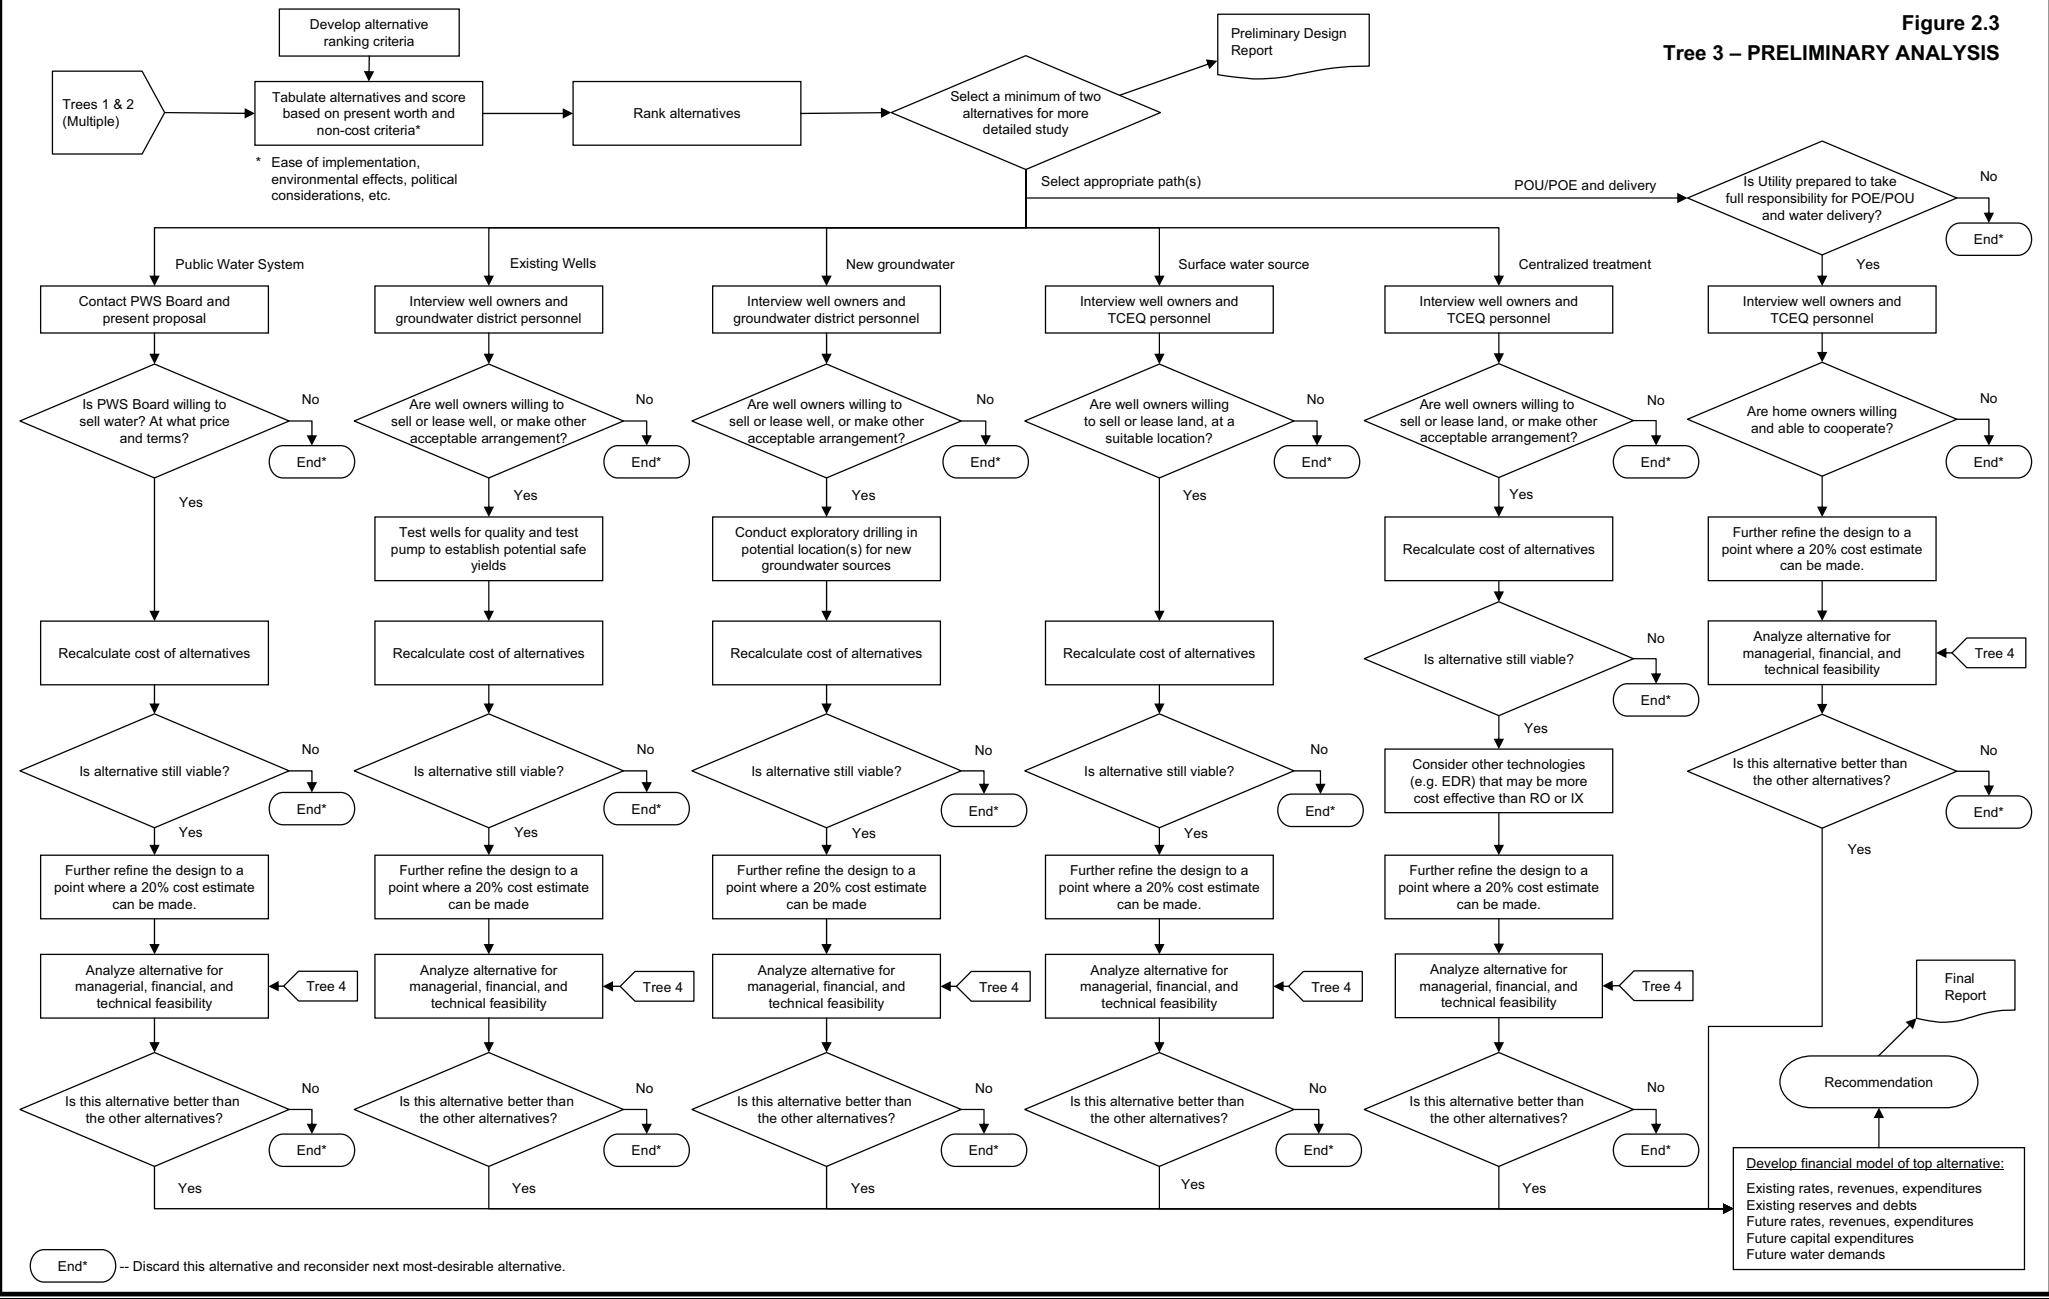 Figure 2.3
Tree 3 – PRELIMINARY ANALYSIS
Develop alternative
ranking criteria
Preliminary Design
Report
Trees 1 & 2
(Multiple)
Tabulate alternatives and score
based on present worth and
non-cost criteria*
Rank alternatives
Select a minimum of two
alternatives for more
detailed study
* Ease of implementation,
environmental effects, political
considerations, etc.
Select appropriate path(s)
POU/POE and delivery
Is Utility prepared to take
full responsibility for POE/POU
and water delivery?
No
End*
Yes
Public Water System
Contact PWS Board and
present proposal
Is PWS Board willing to
sell water? At what price
and terms?
No
End*
Yes
Recalculate cost of alternatives
Is alternative still viable?
No
End*
Yes
Further refine the design to a
point where a 20% cost estimate
can be made.
Analyze alternative for
managerial, financial, and
technical feasibility
Tree 4
Is this alternative better than
the other alternatives?
No
End*
Yes
Existing Wells
Interview well owners and
groundwater district personnel
Are well owners willing to
sell or lease well, or make other
acceptable arrangement?
No
End*
Yes
Test wells for quality and test
pump to establish potential safe
yields
Recalculate cost of alternatives
Is alternative still viable?
No
End*
Yes
Further refine the design to a
point where a 20% cost estimate
can be made
Analyze alternative for
managerial, financial, and
technical feasibility
Tree 4
Is this alternative better than
the other alternatives?
No
End*
Yes
New groundwater
Interview well owners and
groundwater district personnel
Are well owners willing to
sell or lease well, or make other
acceptable arrangement?
No
End*
Yes
Conduct exploratory drilling in
potential location(s) for new
groundwater sources
Recalculate cost of alternatives
Is alternative still viable?
No
End*
Yes
Further refine the design to a
point where a 20% cost estimate
can be made
Analyze alternative for
managerial, financial, and
technical feasibility
Tree 4
Is this alternative better than
the other alternatives?
No
End*
Yes
Surface water source
Interview well owners and
TCEQ personnel
Are well owners willing
to sell or lease land, at a
suitable location?
No
End*
Yes
Recalculate cost of alternatives
Is alternative still viable?
No
End*
Yes
Further refine the design to a
point where a 20% cost estimate
can be made.
Analyze alternative for
managerial, financial, and
technical feasibility
Tree 4
Is this alternative better than
the other alternatives?
No
End*
Yes
Centralized treatment
Interview well owners and
TCEQ personnel
Are well owners willing to
sell or lease land, or make other
acceptable arrangement?
No
End*
Yes
Recalculate cost of alternatives
Is alternative still viable?
No
End*
Yes
Consider other technologies
(e.g. EDR) that may be more
cost effective than RO or IX
Further refine the design to a
point where a 20% cost estimate
can be made.
Analyze alternative for
managerial, financial, and
technical feasibility
Tree 4
Is this alternative better than
the other alternatives?
No
End*
Yes
Interview well owners and
TCEQ personnel
Are home owners willing
and able to cooperate?
No
End*
Further refine the design to a
point where a 20% cost estimate
can be made.
Analyze alternative for
managerial, financial, and
technical feasibility
Tree 4
Is this alternative better than
the other alternatives?
No
End*
Yes
Final
Report
Recommendation
Develop financial model of top alternative:
Existing rates, revenues, expenditures
Existing reserves and debts
Future rates, revenues, expenditures
Future capital expenditures
Future water demands
End* -- Discard this alternative and reconsider next most-desirable alternative.